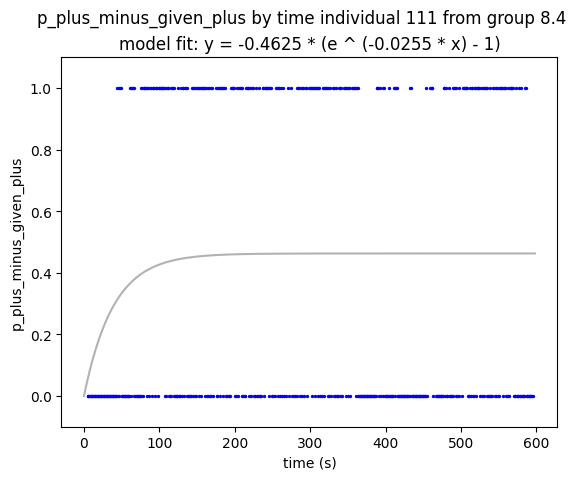 p_plus_minus_given_plus by time individual 111 from group 8.4
model fit: y = -0.4625 * (e ^ (-0.0255 * x) - 1)
p_plus_minus_given_plus
1.0
0.8
0.6
0.4
0.2
0.0
0 100 200 300 400 500 600
time (s)